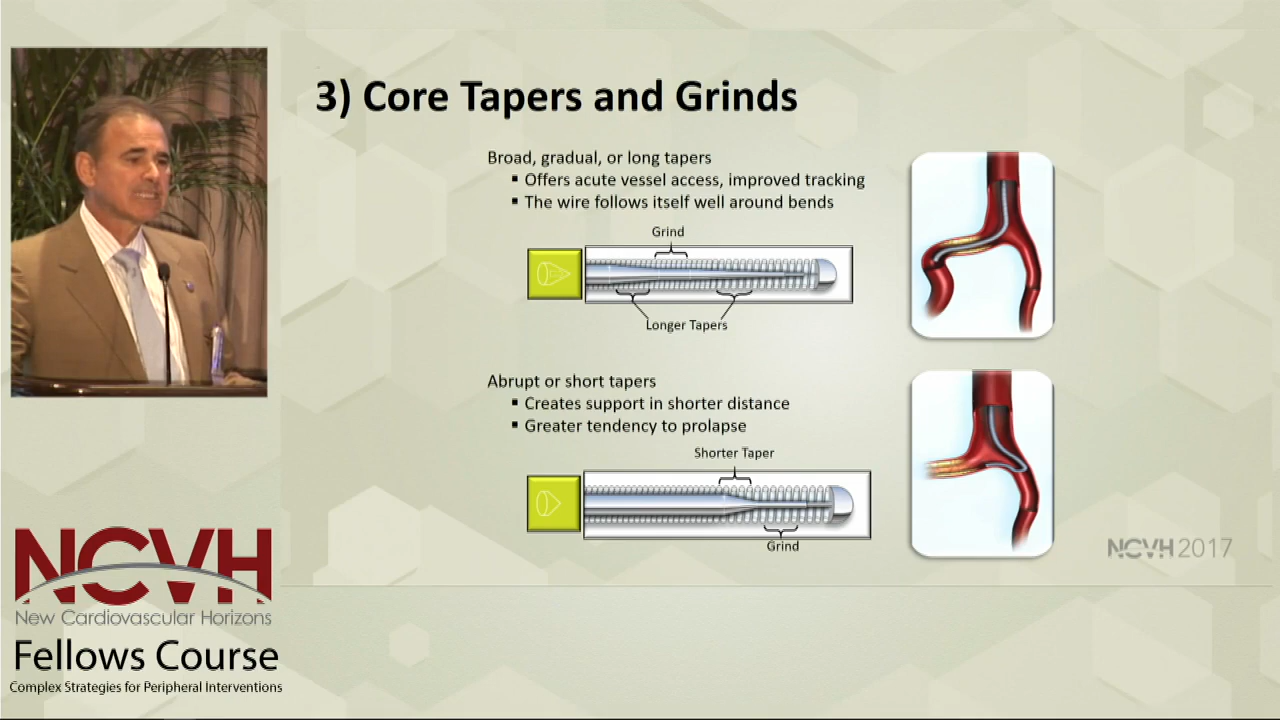 3) Core Tapers and Grinds
Broad, gradual, or long tapers
▪ Offers acute vessel access, improved tracking
▪ The wire follows itself well around bends
Grind
Longer Tapers
Abrupt or short tapers
▪ Creates support in shorter distance
▪ Greater tendency to prolapse
Shorter Taper
Grind
NCVH 2017
NCVH
New Cardiovascular Horizons
Fellows Course
Complex Strategies for Peripheral Interventions